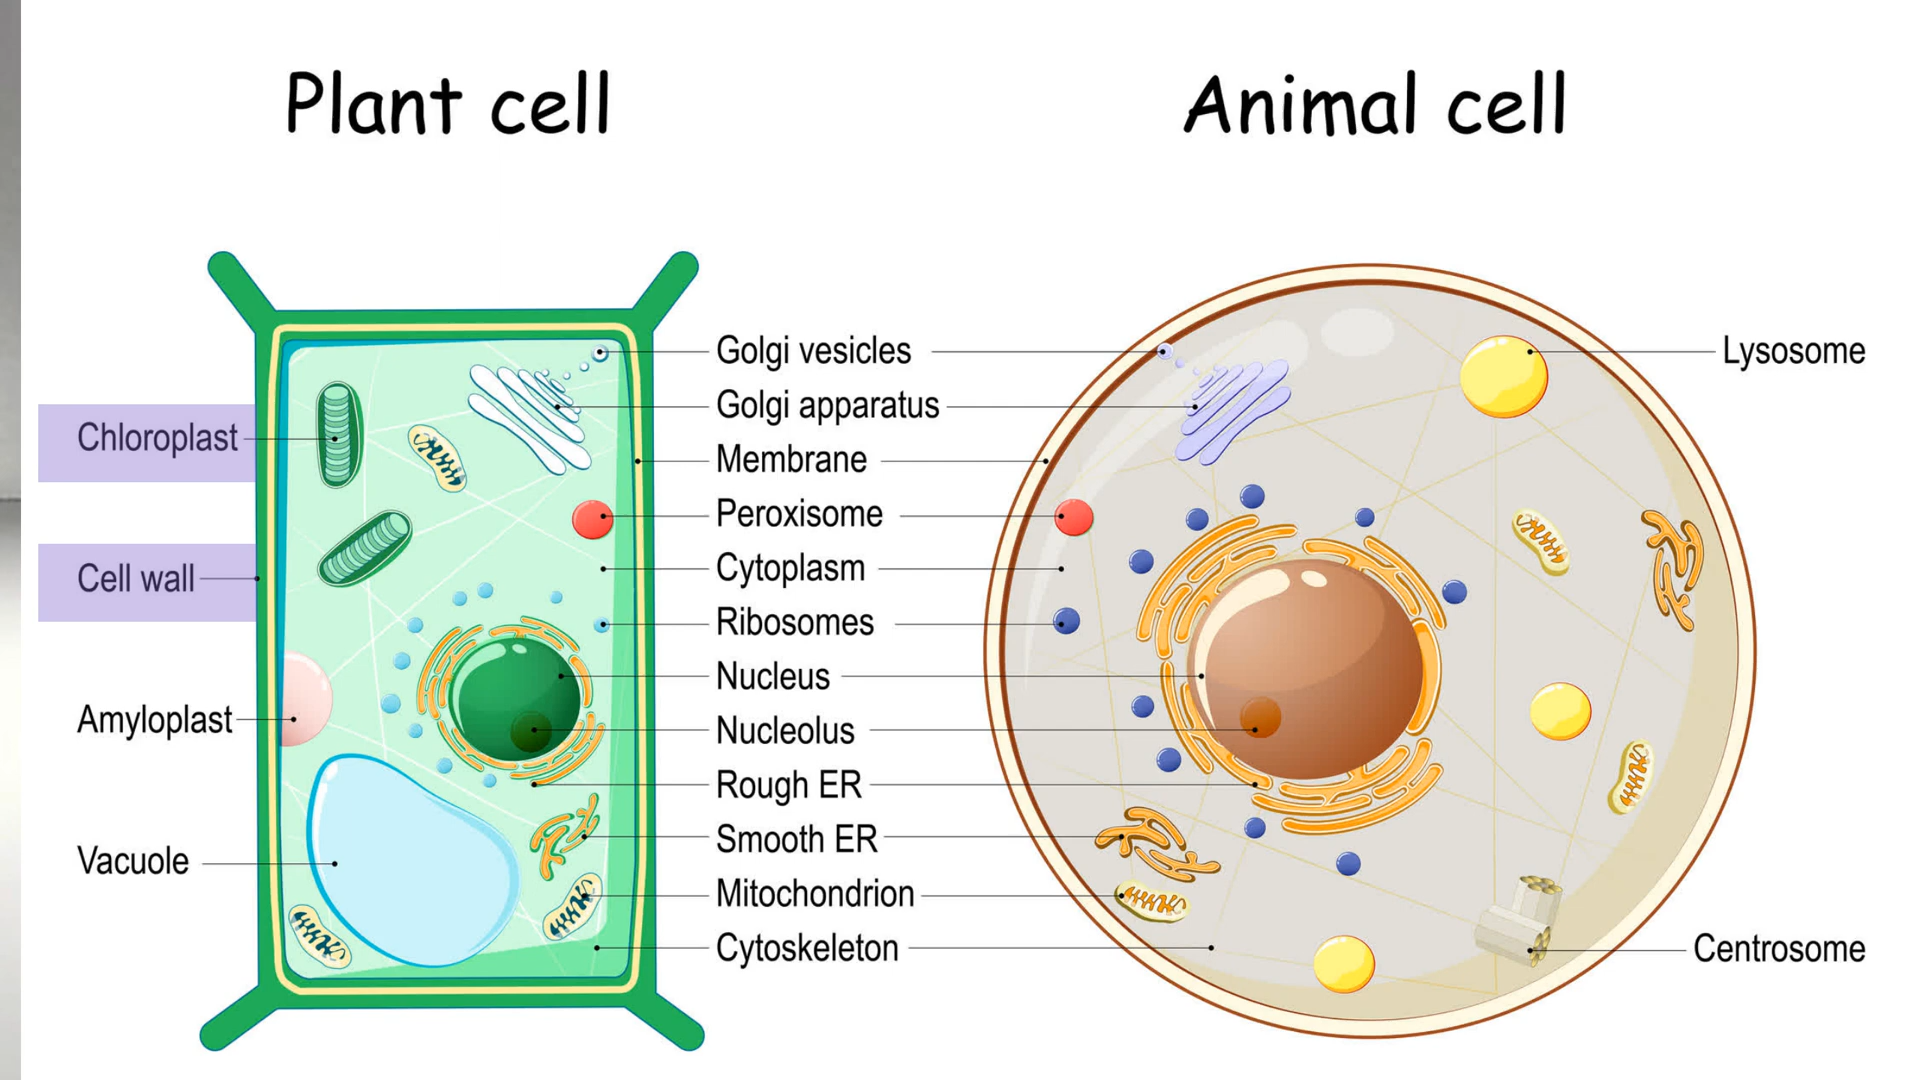 Plant cell
Animal cell
Chloroplast
Cell wall
Amyloplast
Vacuole
Golgi vesicles
Golgi apparatus
Membrane
Peroxisome
Cytoplasm
Ribosomes
Nucleus
Nucleolus
Rough ER
Smooth ER
Mitochondrion
Cytoskeleton
Lysosome
Centrosome